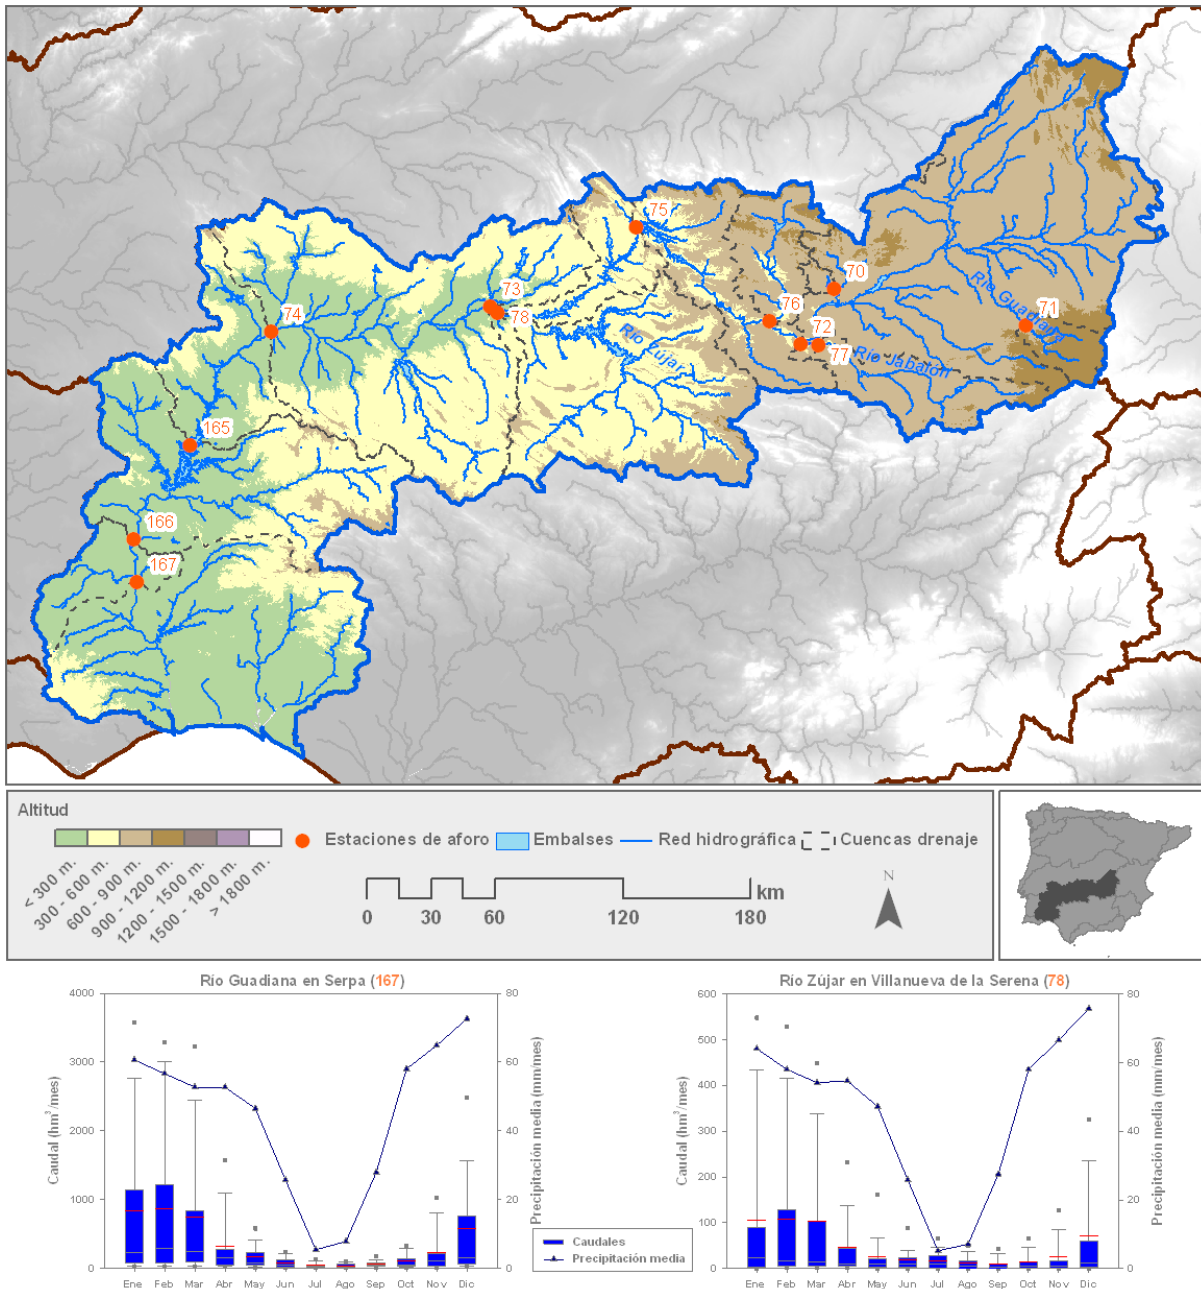 75
70
73
78
76
71
74
72
77
Río Guadiana
Río Zújar
Río Jabalón
165
166
167
Altitud
Estaciones de aforo
Embalses
Red hidrográfica
Cuencas drenaje
< 300 m.
300 - 600 m.
600 - 900 m.
900 - 1200 m.
1200 - 1500 m.
1500 - 1800 m.
> 1800 m.
0 30 60 120 180
km
N
Río Guadiana en Serpa (167)
4000
3000
2000
1000
0
Caudal (hm³/mes)
80
60
40
20
0
Precipitación media (mm/mes)
Ene Feb Mar Abr May Jun Jul Ago Sep Oct Nov Dic
Caudales
Precipitación media
Río Zújar en Villanueva de la Serena (78)
600
500
400
300
200
100
0
Caudal (hm³/mes)
80
60
40
20
0
Precipitación media (mm/mes)
Ene Feb Mar Abr May Jun Jul Ago Sep Oct Nov Dic